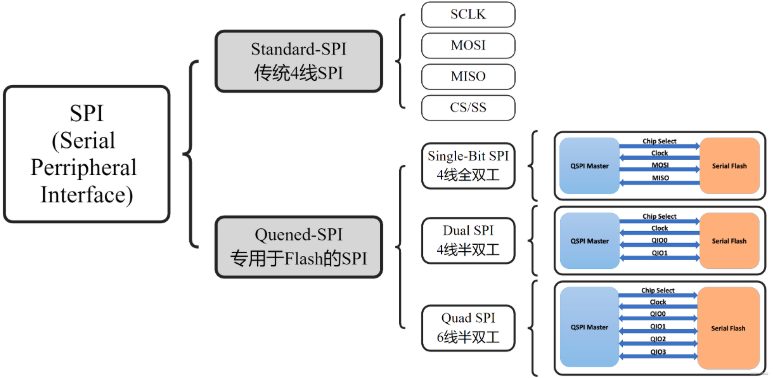 SPI
(Serial
Perripheral
Interface)
Standard-SPI
传统4线SPI
SCLK
MOSI
MISO
CS/SS
Quened-SPI
专用于Flash的SPI
Single-Bit SPI
4线全双工
QSPI Master
Chip Select
Clock
MOSI
MISO
Serial Flash
Dual SPI
4线半双工
QSPI Master
Chip Select
Clock
QIO0
QIO1
Serial Flash
Quad SPI
6线半双工
QSPI Master
Chip Select
Clock
QIO0
QIO1
QIO2
QIO3
Serial Flash